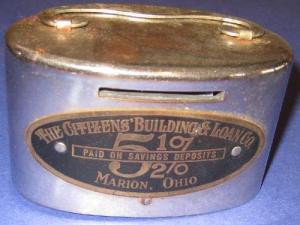 THE CITIZENS' BUILDING & LOAN CO.
5 1/2%
PAID ON SAVINGS DEPOSITS
MARION, OHIO